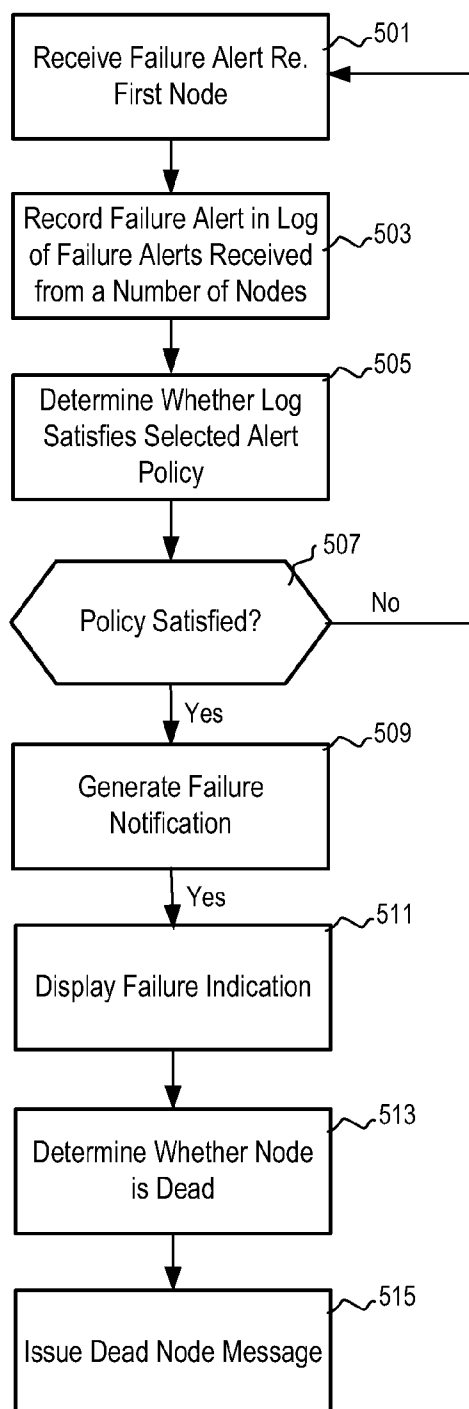 501
Receive Failure Alert Re.
First Node
503
Record Failure Alert in Log
of Failure Alerts Received
from a Number of Nodes
505
Determine Whether Log
Satisfies Selected Alert
Policy
507
Policy Satisfied?
No
Yes
509
Generate Failure
Notification
Yes
511
Display Failure Indication
513
Determine Whether Node
is Dead
515
Issue Dead Node Message